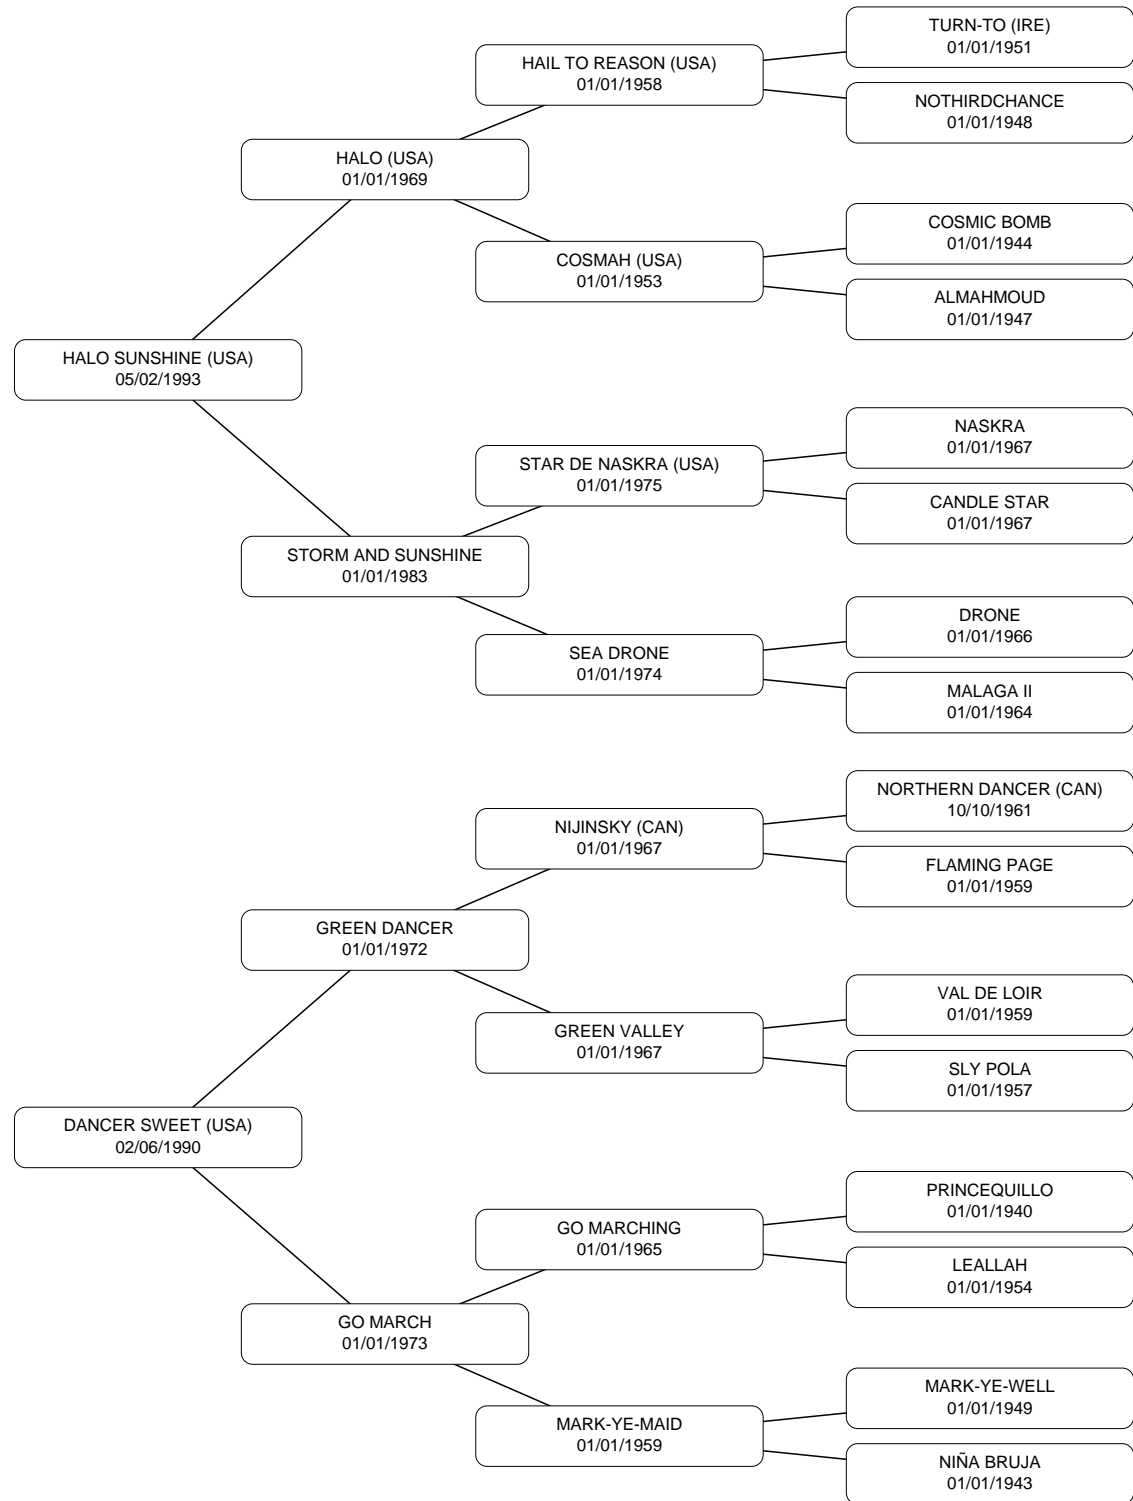 TURN-TO (IRE)
01/01/1951
HAIL TO REASON (USA)
01/01/1958
NOTHIRDCHANCE
01/01/1948
HALO (USA)
01/01/1969
COSMIC BOMB
01/01/1944
COSMAH (USA)
01/01/1953
ALMAHMOUD
01/01/1947
HALO SUNSHINE (USA)
05/02/1993
NASKRA
01/01/1967
STAR DE NASKRA (USA)
01/01/1975
CANDLE STAR
01/01/1967
STORM AND SUNSHINE
01/01/1983
DRONE
01/01/1966
SEA DRONE
01/01/1974
MALAGA II
01/01/1964
NORTHERN DANCER (CAN)
10/10/1961
NIJINSKY (CAN)
01/01/1967
FLAMING PAGE
01/01/1959
GREEN DANCER
01/01/1972
VAL DE LOIR
01/01/1959
GREEN VALLEY
01/01/1967
SLY POLA
01/01/1957
DANCER SWEET (USA)
02/06/1990
PRINCEQUILLO
01/01/1940
GO MARCHING
01/01/1965
LEALLAH
01/01/1954
GO MARCH
01/01/1973
MARK-YE-WELL
01/01/1949
MARK-YE-MAID
01/01/1959
NIÑA BRUJA
01/01/1943